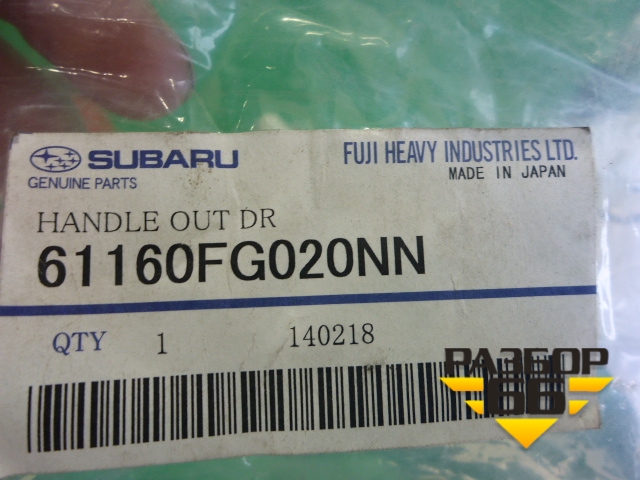 SUBARU
GENUINE PARTS
FUJI HEAVY INDUSTRIES LTD.
MADE IN JAPAN
HANDLE OUT DR
61160FG020NN
QTY 1 140218
РАЗБОР
66